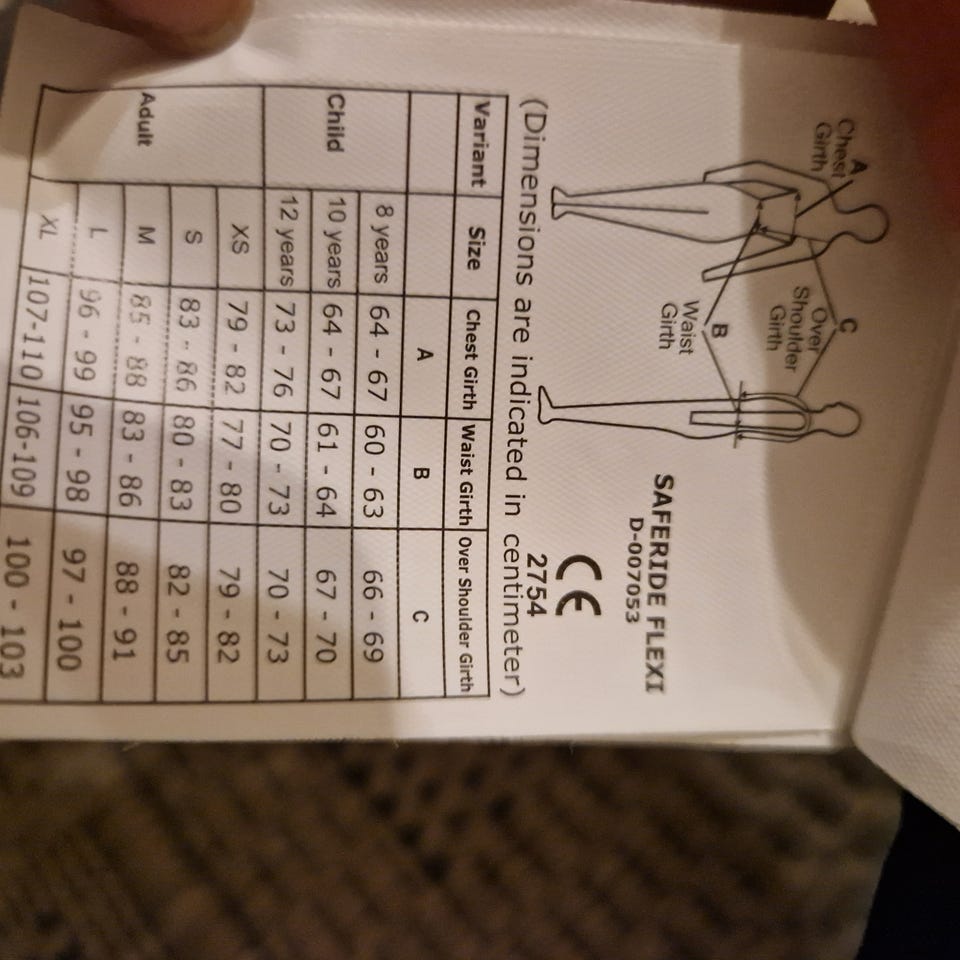 SAFERIDE FLEXI
D-007053
A
Chest
Girth
C
Over
Shoulder
Girth
B
Waist
Girth
CE
2754
(Dimensions are indicated in centimeter)
Variant Size Chest Girth Waist Girth Over Shoulder Girth
A B C
Child 8 years 64 - 67 60 - 63 66 - 69
10 years 64 - 67 61 - 64 67 - 70
12 years 73 - 76 70 - 73 70 - 73
Adult XS 79 - 82 77 - 80 79 - 82
S 83 - 86 80 - 83 82 - 85
M 85 - 88 83 - 86 88 - 91
L 96 - 99 95 - 98 97 - 100
XL 107-110 106-109 100 - 103